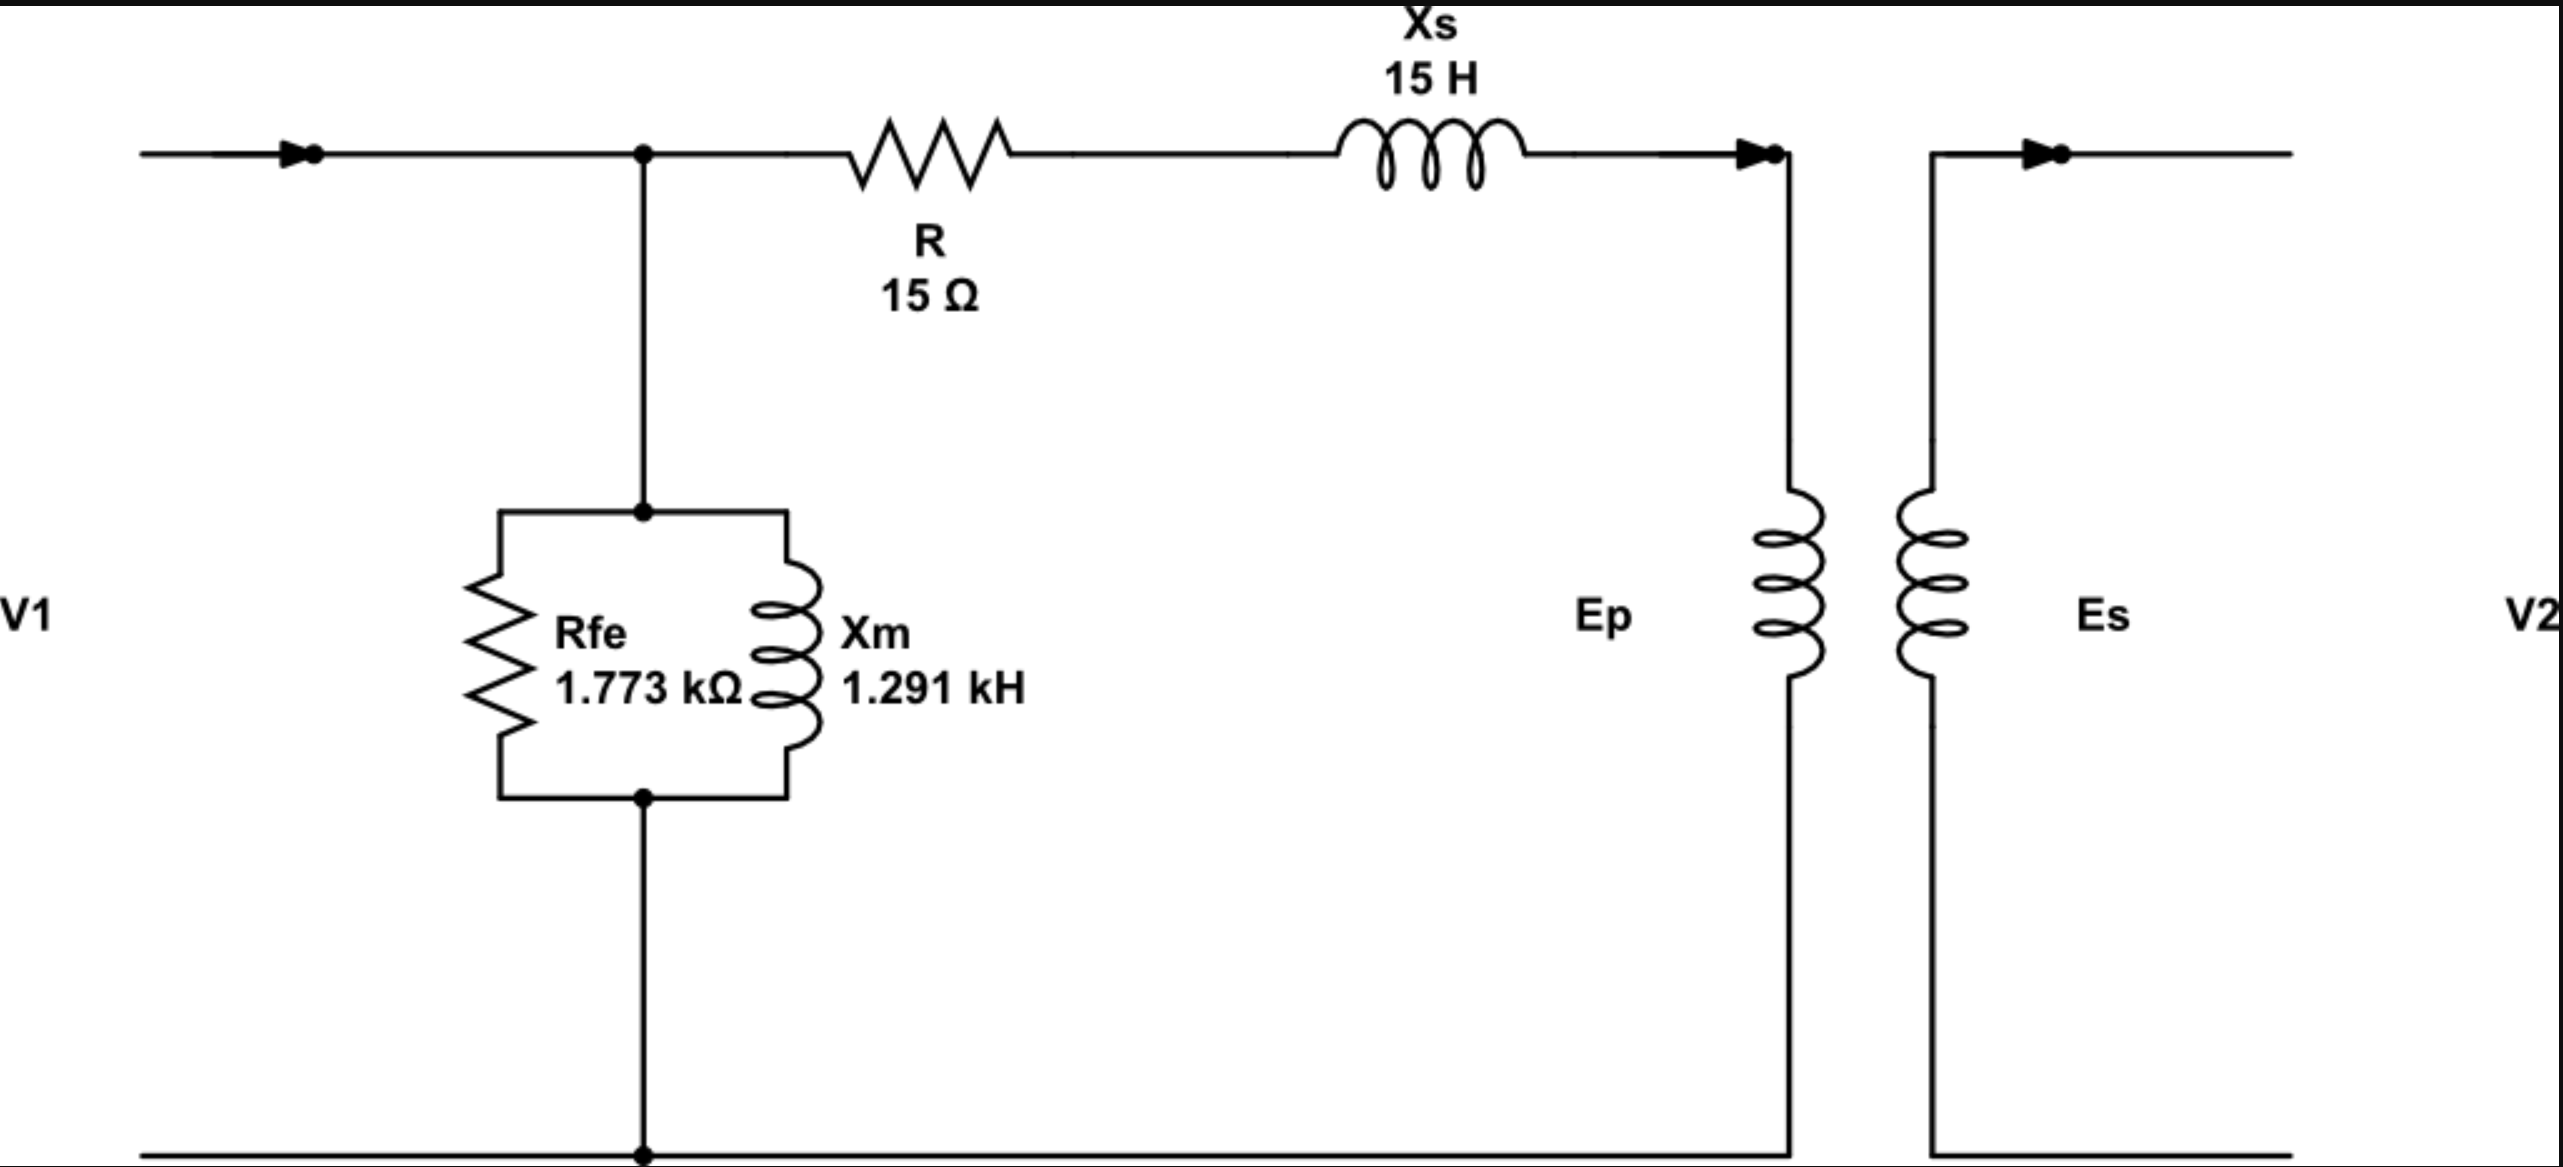 Xs
15 H
R
15 Ω
V1
Rfe
1.773 kΩ
Xm
1.291 kH
Ep
Es
V2